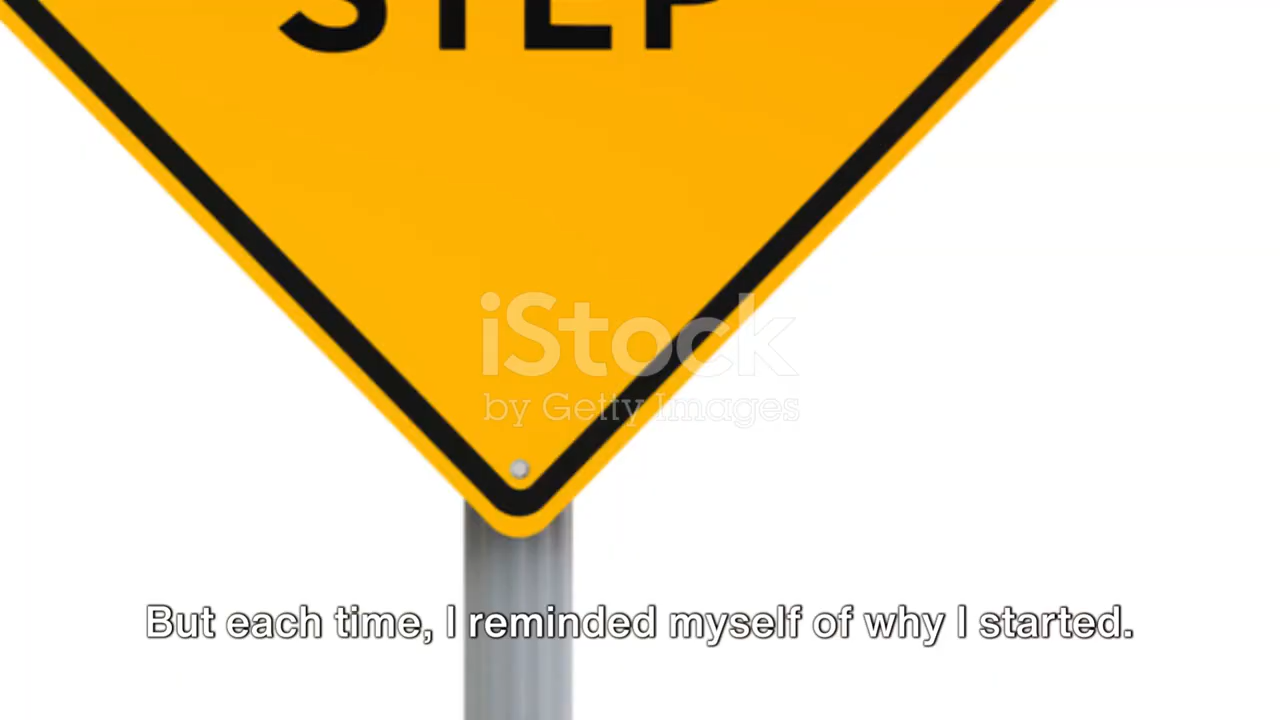 STEP
iStock
by Getty Images
But each time, I reminded myself of why I started.